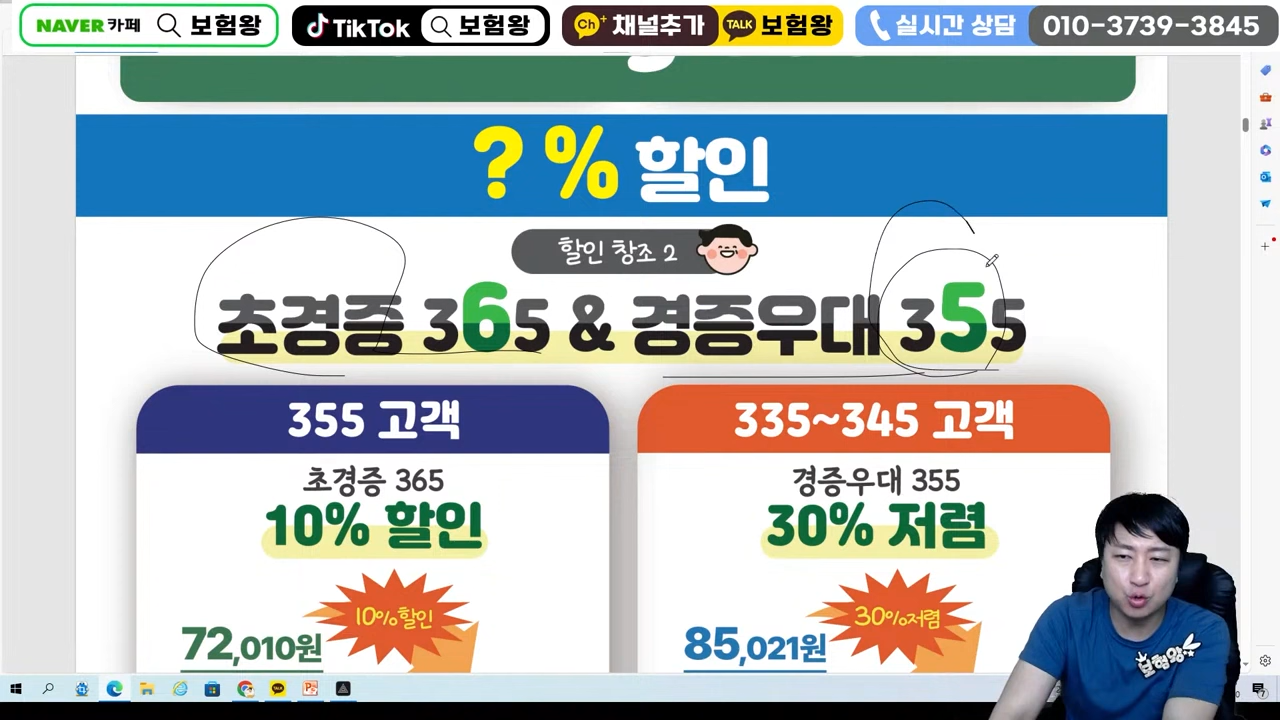 NAVER 카페 보험왕
TikTok 보험왕
Ch+ 채널추가 TALK 보험왕
실시간 상담 010-3739-3845
? % 할인
할인 창조 2
초경증 365 & 경증우대 355
355 고객
초경증 365
10% 할인
10%할인
72,010원
335~345 고객
경증우대 355
30% 저렴
30%저렴
85,021원
보험왕